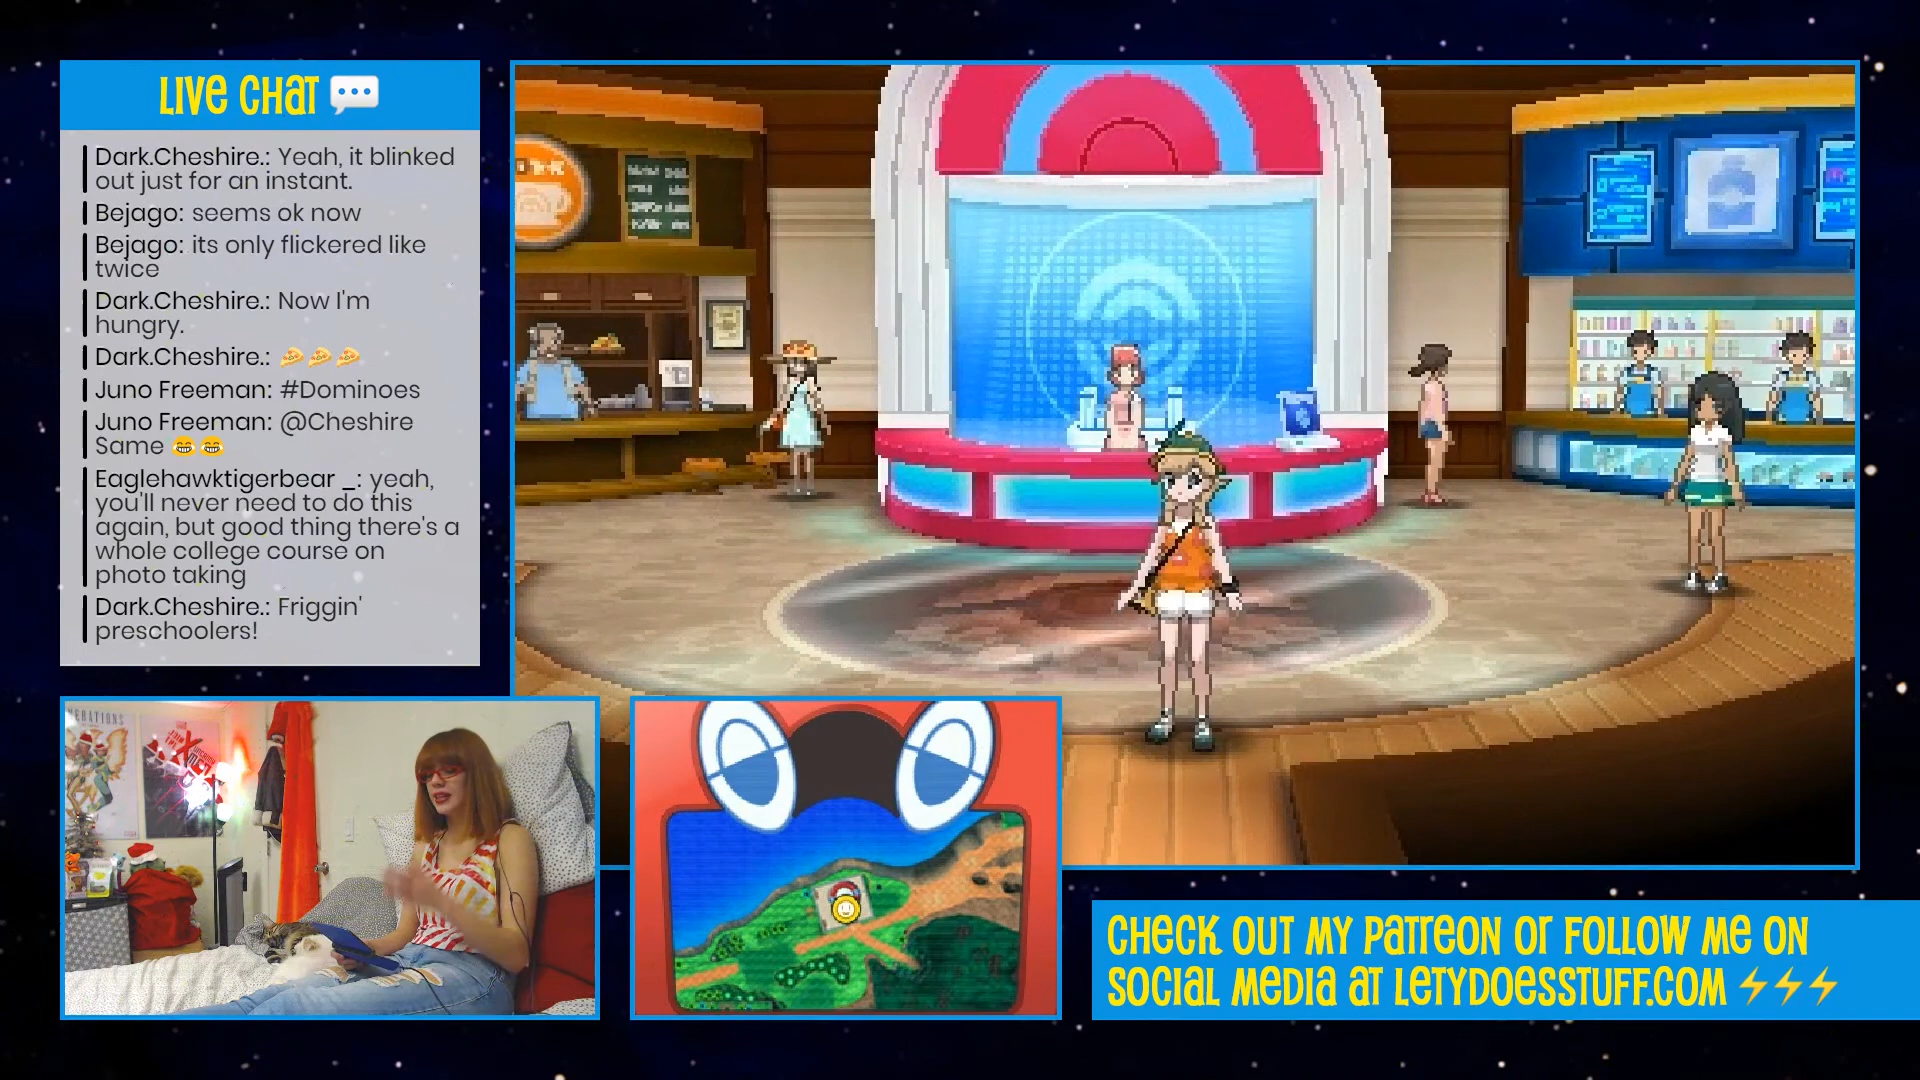 LIVE CHAT 💬
Dark.Cheshire.: Yeah, it blinked
out just for an instant.
Bejago: seems ok now
Bejago: its only flickered like
twice
Dark.Cheshire.: Now I'm
hungry.
Dark.Cheshire.: 🍕🍕🍕
Juno Freeman: #Dominoes
Juno Freeman: @Cheshire
Same 😂😂
Eaglehawktigerbear _: yeah,
you'll never need to do this
again, but good thing there's a
whole college course on
photo taking
Dark.Cheshire.: Friggin'
preschoolers!
CHECK OUT MY PATREON OR FOLLOW ME ON
SOCIAL MEDIA AT LETYDOESSTUFF.COM ⚡⚡⚡